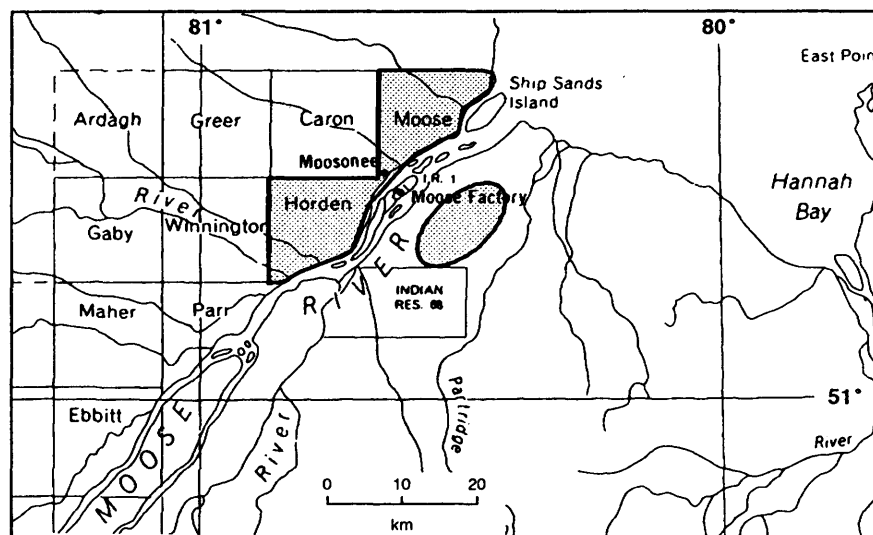 81°
80°
East Poin
Ship Sands
Island
Ardagh
Greer
Caron
Moose
Moosonee
I.R. 1
Moose Factory
Hannah
Bay
River
Horden
Gaby
Winnington
RIVER
INDIAN
RES. 68
Maher
Parr
Partridge
51°
Ebbitt
MOOSE
River
River
0 10 20
km